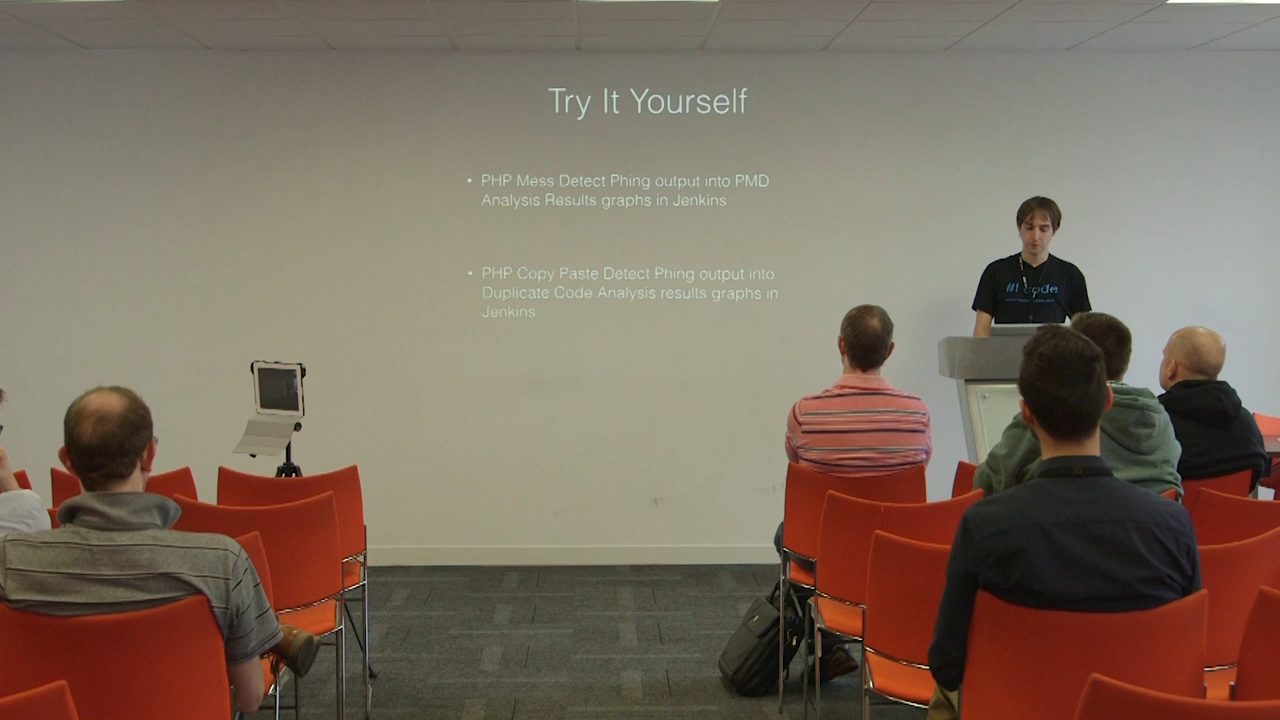 Try It Yourself
• PHP Mess Detect Phing output into PMD
Analysis Results graphs in Jenkins
• PHP Copy Paste Detect Phing output into
Duplicate Code Analysis results graphs in
Jenkins
#! code